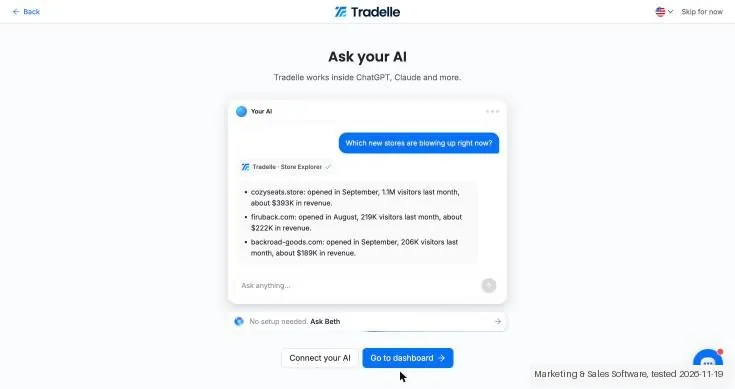 Back
Tradelle
Skip for now
Ask your AI
Tradelle works inside ChatGPT, Claude and more.
Your AI
Which new stores are blowing up right now?
Tradelle · Store Explorer
• cozyseats.store: opened in September, 1.1M visitors last month,
about $393K in revenue.
• firuback.com: opened in August, 219K visitors last month, about
$222K in revenue.
• backroad-goods.com: opened in September, 206K visitors last
month, about $189K in revenue.
Ask anything...
No setup needed. Ask Beth
Connect your AI
Go to dashboard
Marketing & Sales Software, tested 2026-11-19